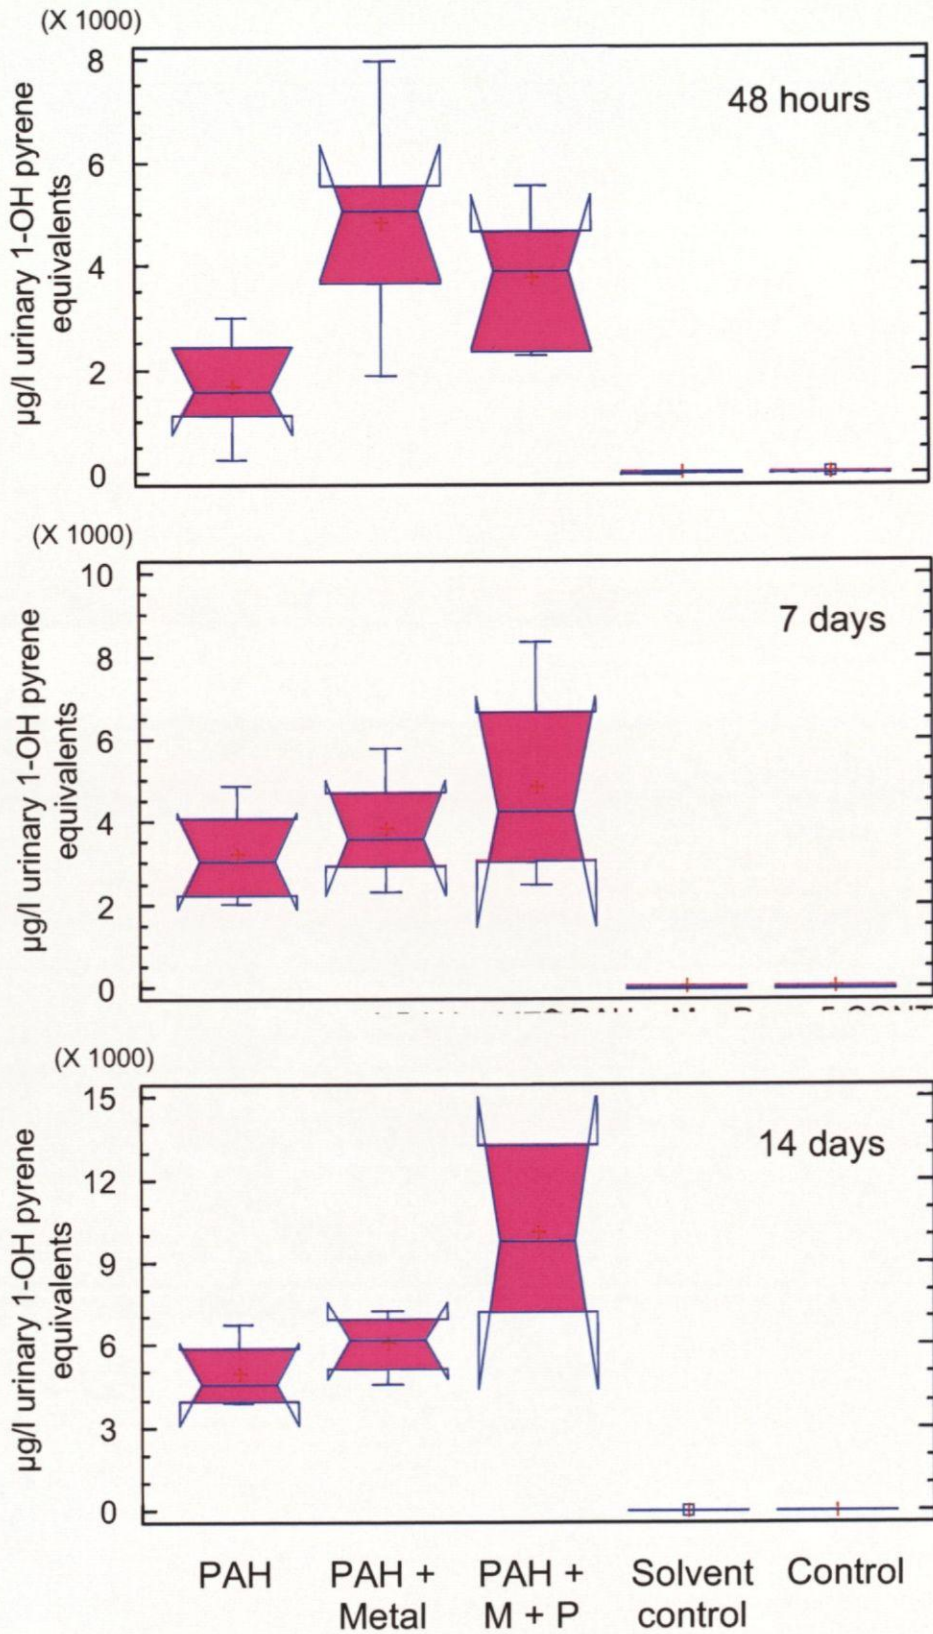 (X 1000)
8
6
4
2
0
µg/l urinary 1-OH pyrene
equivalents
48 hours
(X 1000)
10
8
6
4
2
0
µg/l urinary 1-OH pyrene
equivalents
7 days
(X 1000)
15
12
9
6
3
0
µg/l urinary 1-OH pyrene
equivalents
14 days
PAH
PAH +
Metal
PAH +
M + P
Solvent
control
Control